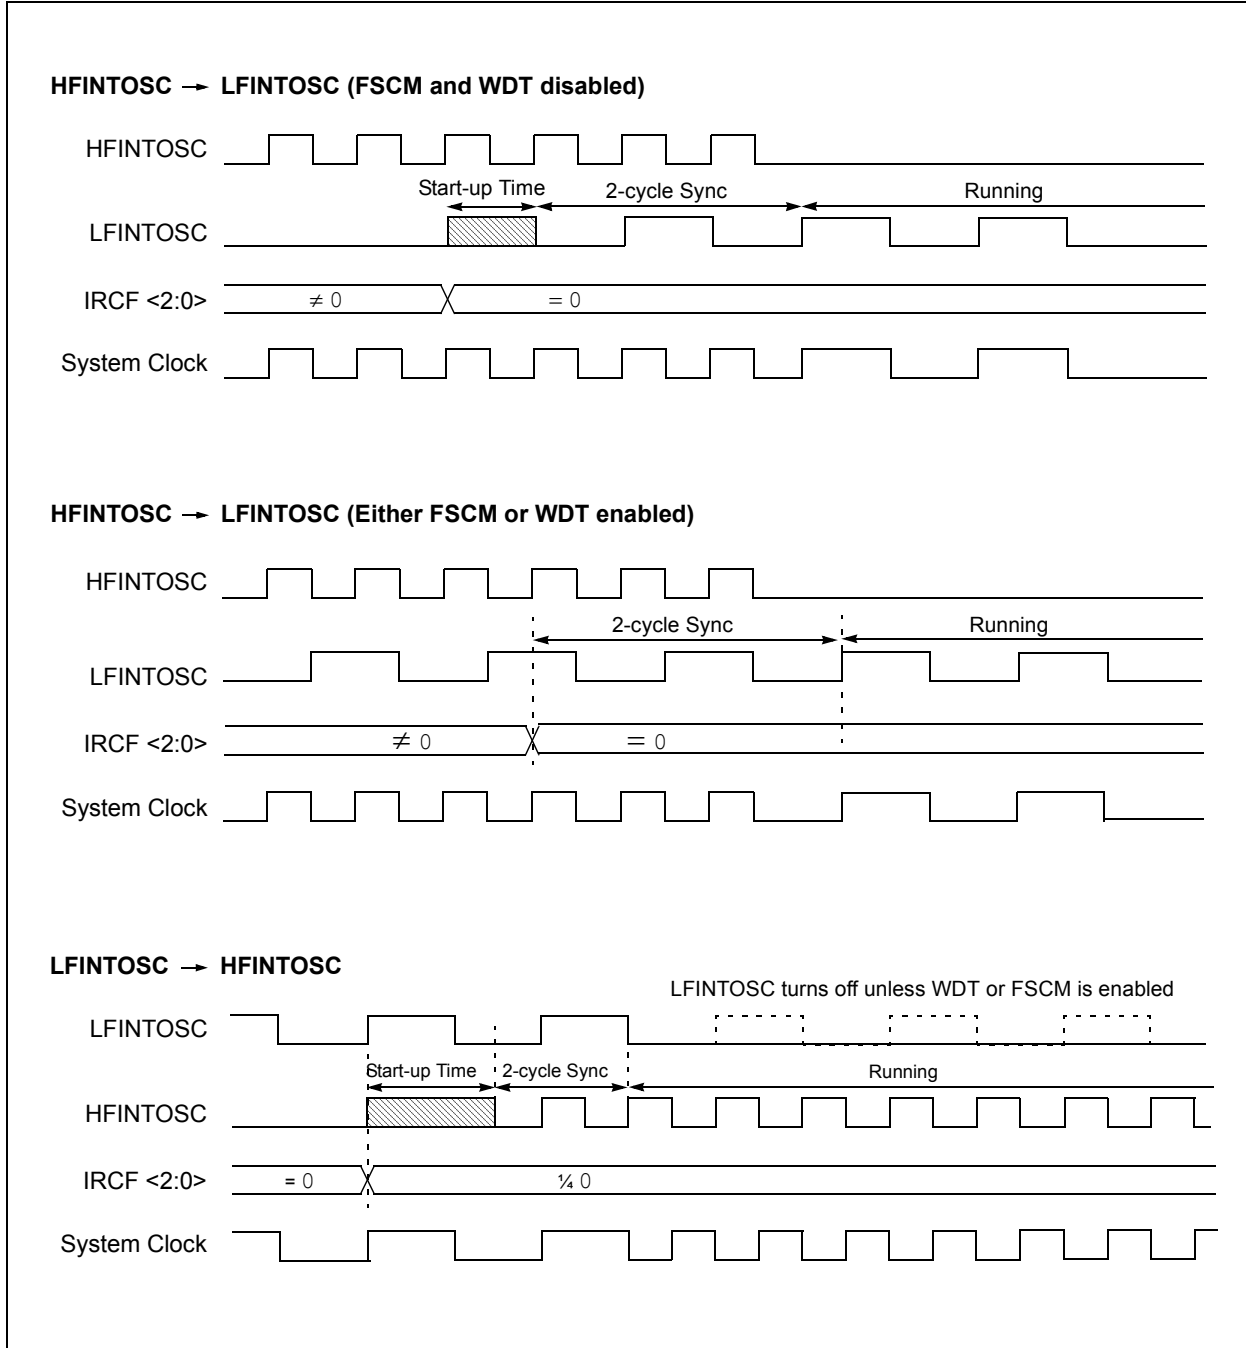 HFINTOSC → LFINTOSC (FSCM and WDT disabled)
HFINTOSC
Start-up Time 2-cycle Sync Running
LFINTOSC
IRCF <2:0> ≠ 0 = 0
System Clock
HFINTOSC → LFINTOSC (Either FSCM or WDT enabled)
HFINTOSC
2-cycle Sync Running
LFINTOSC
IRCF <2:0> ≠ 0 = 0
System Clock
LFINTOSC → HFINTOSC
LFINTOSC turns off unless WDT or FSCM is enabled
LFINTOSC
Start-up Time 2-cycle Sync Running
HFINTOSC
IRCF <2:0> = 0 ¼ 0
System Clock